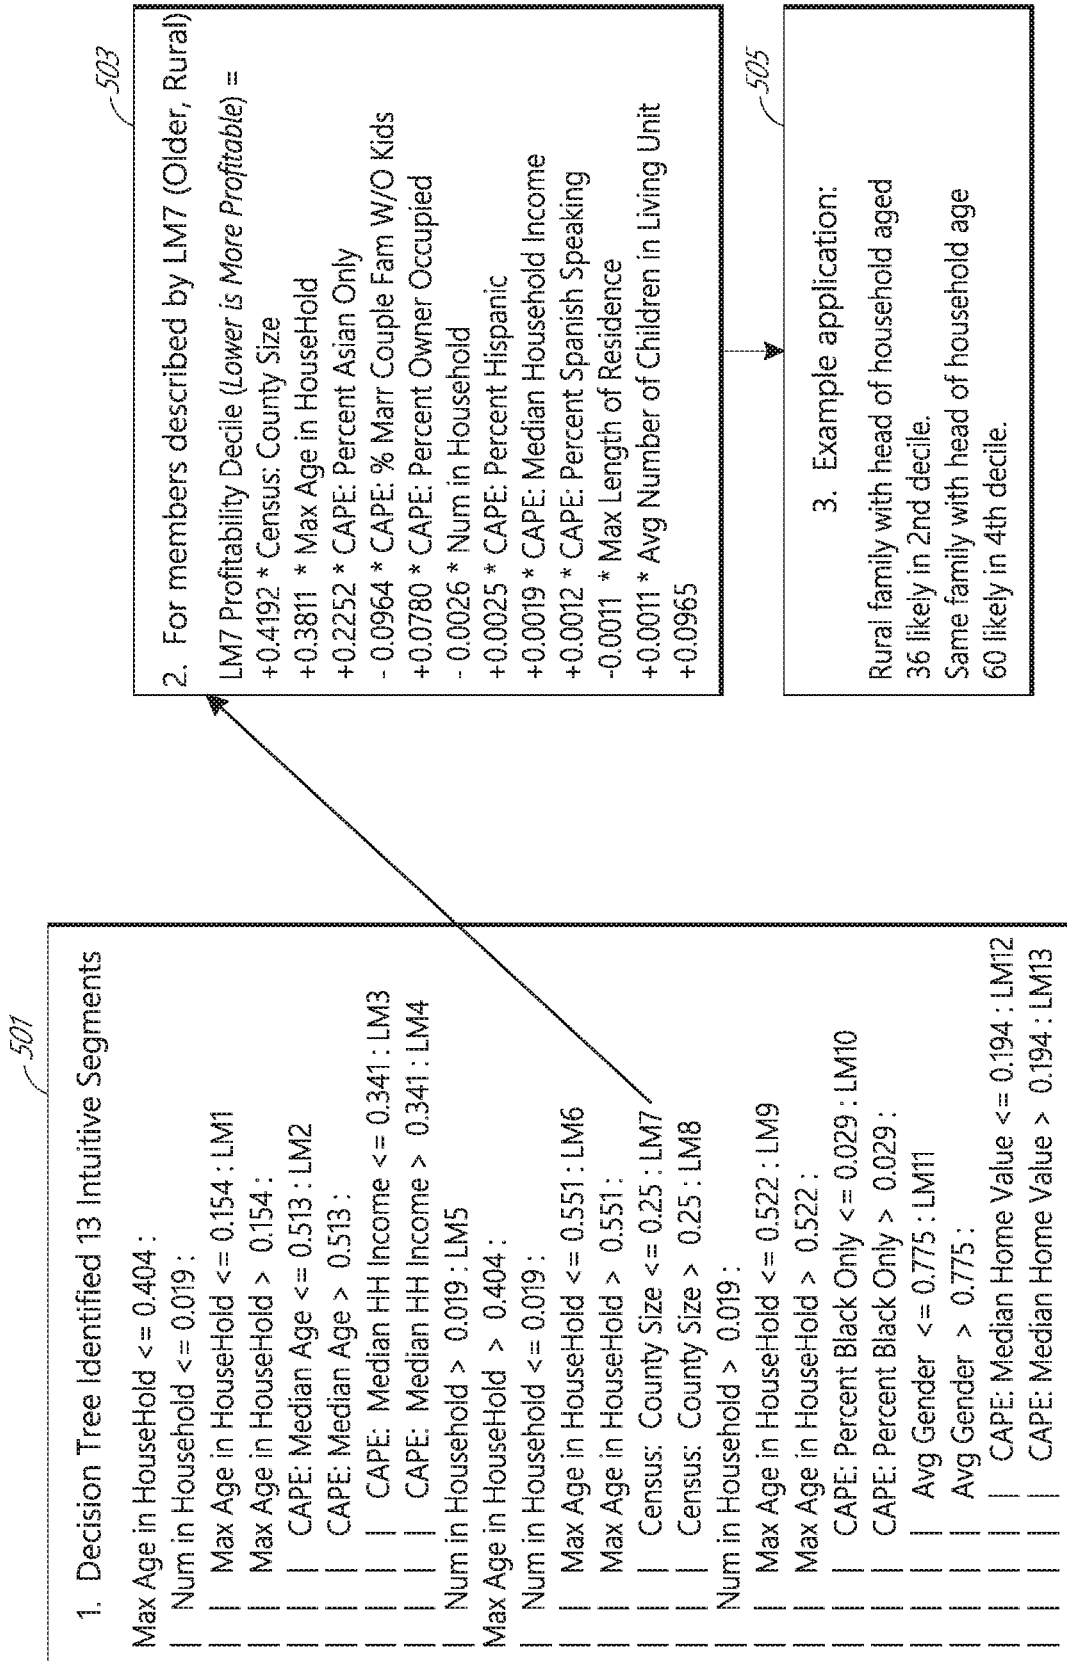 501
1. Decision Tree Identified 13 Intuitive Segments
Max Age in HouseHold <= 0.404 :
| Num in Household <= 0.019 :
| | Max Age in HouseHold <= 0.154 : LM1
| | Max Age in HouseHold > 0.154 :
| | | CAPE: Median Age <= 0.513 : LM2
| | | CAPE: Median Age > 0.513 :
| | | | CAPE: Median HH Income <= 0.341 : LM3
| | | | CAPE: Median HH Income > 0.341 : LM4
| Num in Household > 0.019 : LM5
Max Age in HouseHold > 0.404 :
| Num in Household <= 0.019 :
| | Max Age in HouseHold <= 0.551 : LM6
| | Max Age in HouseHold > 0.551 :
| | | Census: County Size <= 0.25 : LM7
| | | Census: County Size > 0.25 : LM8
| Num in Household > 0.019 :
| | Max Age in HouseHold <= 0.522 : LM9
| | Max Age in HouseHold > 0.522 :
| | | CAPE: Percent Black Only <= 0.029 : LM10
| | | CAPE: Percent Black Only > 0.029 :
| | | | Avg Gender <= 0.775 : LM11
| | | | Avg Gender > 0.775 :
| | | | | CAPE: Median Home Value <= 0.194 : LM12
| | | | | CAPE: Median Home Value > 0.194 : LM13
503
2. For members described by LM7 (Older, Rural)
LM7 Profitability Decile (Lower is More Profitable) =
+0.4192 * Census: County Size
+0.3811 * Max Age in HouseHold
+0.2252 * CAPE: Percent Asian Only
- 0.0964 * CAPE: % Marr Couple Fam W/O Kids
+0.0780 * CAPE: Percent Owner Occupied
- 0.0026 * Num in Household
+0.0025 * CAPE: Percent Hispanic
+0.0019 * CAPE: Median Household Income
+0.0012 * CAPE: Percent Spanish Speaking
-0.0011 * Max Length of Residence
+0.0011 * Avg Number of Children in Living Unit
+0.0965
505
3. Example application:
Rural family with head of household aged
36 likely in 2nd decile.
Same family with head of household age
60 likely in 4th decile.